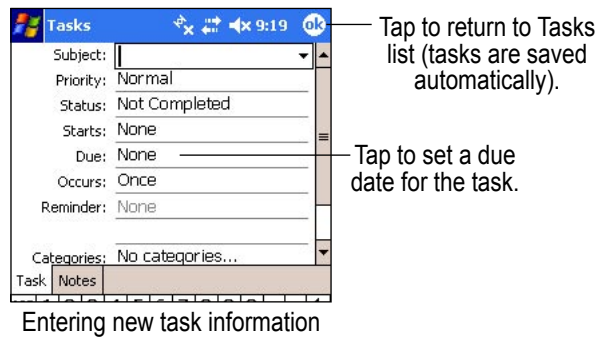 Tasks 9:19 ok
Subject:
Priority: Normal
Status: Not Completed
Starts: None
Due: None
Occurs: Once
Reminder: None
Categories: No categories...
Task Notes
Tap to return to Tasks
list (tasks are saved
automatically).
Tap to set a due
date for the task.
Entering new task information